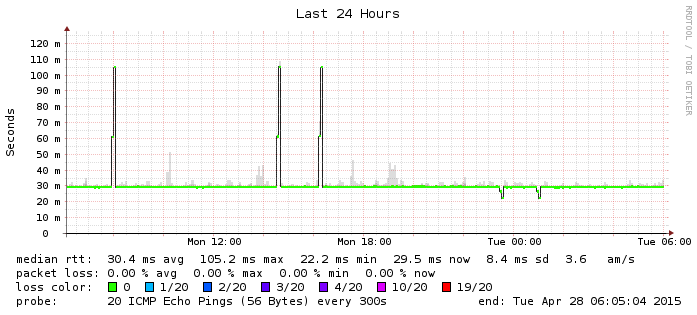 Last 24 Hours
RRDTOOL / TOBI OETIKER
Seconds
120 m
110 m
100 m
90 m
80 m
70 m
60 m
50 m
40 m
30 m
20 m
10 m
0
Mon 12:00 Mon 18:00 Tue 00:00 Tue 06:00
median rtt: 30.4 ms avg 105.2 ms max 22.2 ms min 29.5 ms now 8.4 ms sd 3.6 am/s
packet loss: 0.00 % avg 0.00 % max 0.00 % min 0.00 % now
loss color: 0 1/20 2/20 3/20 4/20 10/20 19/20
probe: 20 ICMP Echo Pings (56 Bytes) every 300s end: Tue Apr 28 06:05:04 2015